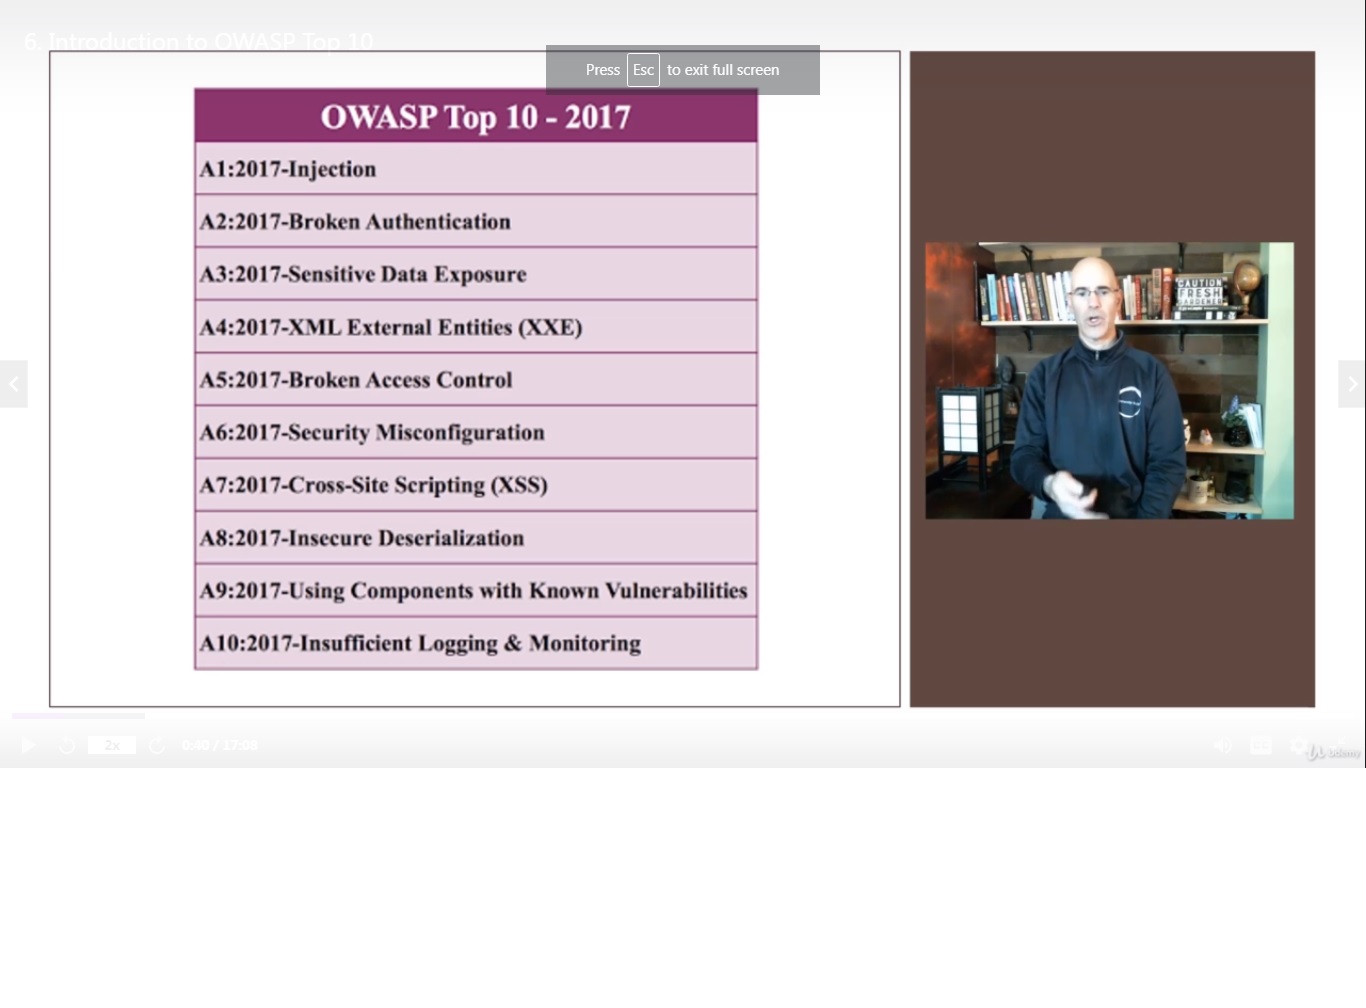 6. Introduction to OWASP Top 10
Press Esc to exit full screen
OWASP Top 10 - 2017
A1:2017-Injection
A2:2017-Broken Authentication
A3:2017-Sensitive Data Exposure
A4:2017-XML External Entities (XXE)
A5:2017-Broken Access Control
A6:2017-Security Misconfiguration
A7:2017-Cross-Site Scripting (XSS)
A8:2017-Insecure Deserialization
A9:2017-Using Components with Known Vulnerabilities
A10:2017-Insufficient Logging & Monitoring
CAUTION
FRESH
GARDENER
2x
0:40 / 17:08
CC
udemy